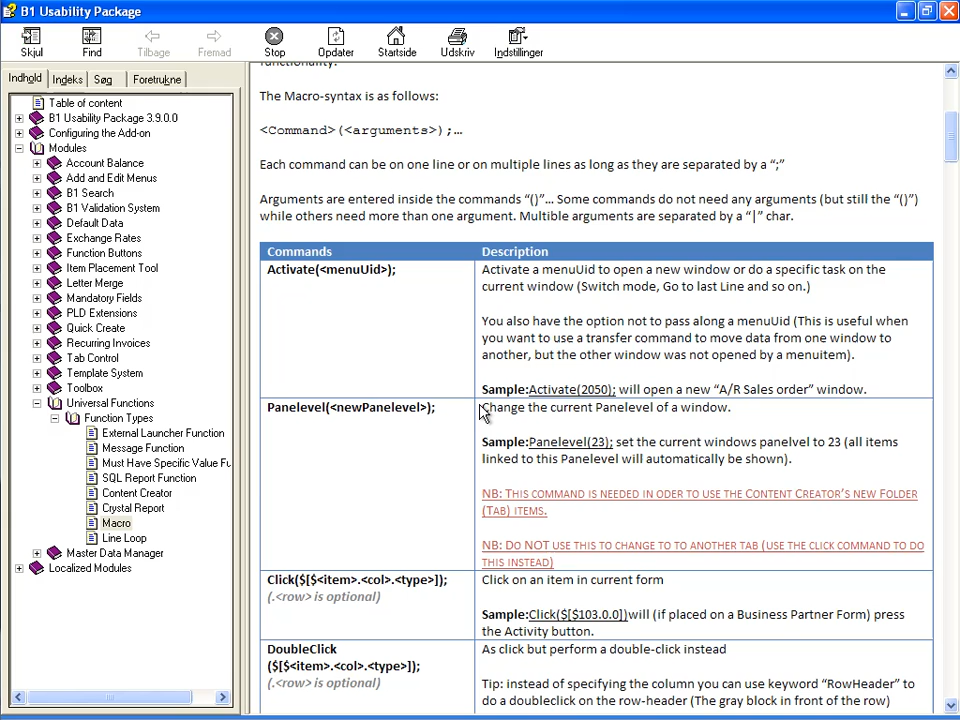 B1 Usability Package
Skjul Find Tilbage Fremad Stop Opdater Startside Udskriv Indstillinger
Indhold Indeks Søg Foretrukne
Table of content
B1 Usability Package 3.9.0.0
Configuring the Add-on
Modules
Account Balance
Add and Edit Menus
B1 Search
B1 Validation System
Default Data
Exchange Rates
Function Buttons
Item Placement Tool
Letter Merge
Mandatory Fields
PLD Extensions
Quick Create
Recurring Invoices
Tab Control
Template System
Toolbox
Universal Functions
Function Types
External Launcher Function
Message Function
Must Have Specific Value Fu
SQL Report Function
Content Creator
Crystal Report
Macro
Line Loop
Master Data Manager
Localized Modules
functionality.
The Macro-syntax is as follows:
<Command>(<arguments>);…
Each command can be on one line or on multiple lines as long as they are separated by a “;”
Arguments are entered inside the commands “()”… Some commands do not need any arguments (but still the “()”)
while others need more than one argument. Multible arguments are separated by a “|” char.
Commands Description
Activate(<menuUid>);
Activate a menuUid to open a new window or do a specific task on the
current window (Switch mode, Go to last Line and so on.)
You also have the option not to pass along a menuUid (This is useful when
you want to use a transfer command to move data from one window to
another, but the other window was not opened by a menuitem).
Sample:Activate(2050); will open a new “A/R Sales order” window.
Panelevel(<newPanelevel>);
Change the current Panelevel of a window.
Sample:Panelevel(23); set the current windows panelvel to 23 (all items
linked to this Panelevel will automatically be shown).
NB: THIS COMMAND IS NEEDED IN ODER TO USE THE CONTENT CREATOR’S NEW FOLDER
(TAB) ITEMS.
NB: DO NOT USE THIS TO CHANGE TO TO ANOTHER TAB (USE THE CLICK COMMAND TO DO
THIS INSTEAD)
Click($[$<item>.<col>.<type>]);
(.<row> is optional)
Click on an item in current form
Sample:Click($[$103.0.0])will (if placed on a Business Partner Form) press
the Activity button.
DoubleClick
($[$<item>.<col>.<type>]);
(.<row> is optional)
As click but perform a double-click instead
Tip: instead of specifying the column you can use keyword “RowHeader” to
do a doubleclick on the row-header (The gray block in front of the row)